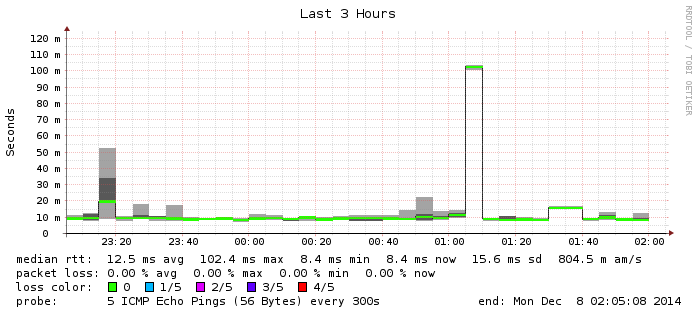 Last 3 Hours
RRDTOOL / TOBI OETIKER
Seconds
120 m
110 m
100 m
90 m
80 m
70 m
60 m
50 m
40 m
30 m
20 m
10 m
0
23:20 23:40 00:00 00:20 00:40 01:00 01:20 01:40 02:00
median rtt: 12.5 ms avg 102.4 ms max 8.4 ms min 8.4 ms now 15.6 ms sd 804.5 m am/s
packet loss: 0.00 % avg 0.00 % max 0.00 % min 0.00 % now
loss color: 0 1/5 2/5 3/5 4/5
probe: 5 ICMP Echo Pings (56 Bytes) every 300s end: Mon Dec 8 02:05:08 2014